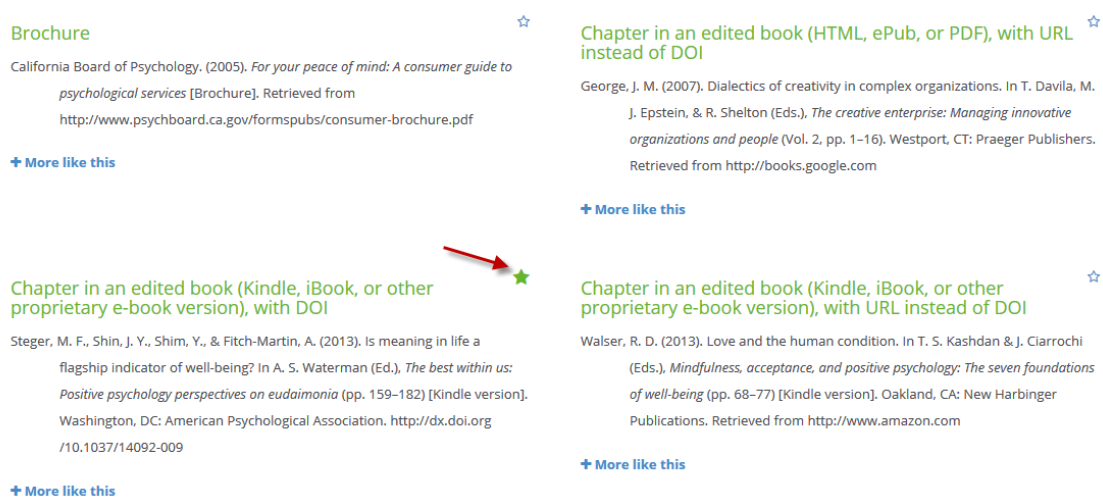 Brochure
California Board of Psychology. (2005). For your peace of mind: A consumer guide to
psychological services [Brochure]. Retrieved from
http://www.psychboard.ca.gov/formspubs/consumer-brochure.pdf
+ More like this
Chapter in an edited book (HTML, ePub, or PDF), with URL
instead of DOI
George, J. M. (2007). Dialectics of creativity in complex organizations. In T. Davila, M.
J. Epstein, & R. Shelton (Eds.), The creative enterprise: Managing innovative
organizations and people (Vol. 2, pp. 1–16). Westport, CT: Praeger Publishers.
Retrieved from http://books.google.com
+ More like this
Chapter in an edited book (Kindle, iBook, or other
proprietary e-book version), with DOI
Steger, M. F., Shin, J. Y., Shim, Y., & Fitch-Martin, A. (2013). Is meaning in life a
flagship indicator of well-being? In A. S. Waterman (Ed.), The best within us:
Positive psychology perspectives on eudaimonia (pp. 159–182) [Kindle version].
Washington, DC: American Psychological Association. http://dx.doi.org
/10.1037/14092-009
+ More like this
Chapter in an edited book (Kindle, iBook, or other
proprietary e-book version), with URL instead of DOI
Walser, R. D. (2013). Love and the human condition. In T. S. Kashdan & J. Ciarrochi
(Eds.), Mindfulness, acceptance, and positive psychology: The seven foundations
of well-being (pp. 68–77) [Kindle version]. Oakland, CA: New Harbinger
Publications. Retrieved from http://www.amazon.com
+ More like this